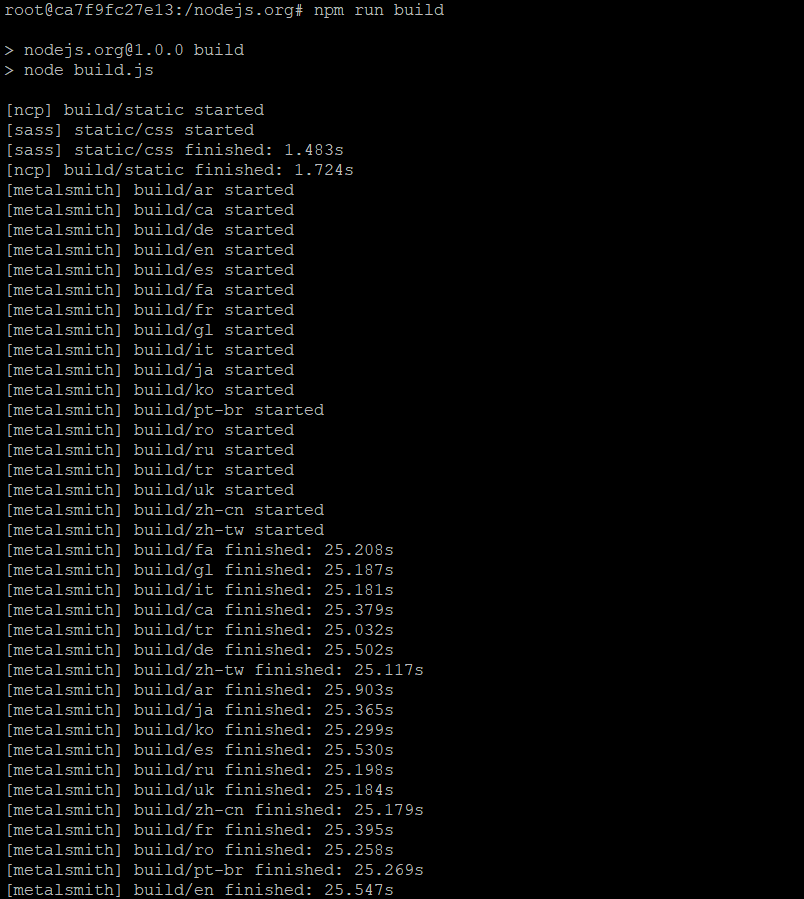 root@ca7f9fc27e13:/nodejs.org# npm run build
> nodejs.org@1.0.0 build
> node build.js
[ncp] build/static started
[sass] static/css started
[sass] static/css finished: 1.483s
[ncp] build/static finished: 1.724s
[metalsmith] build/ar started
[metalsmith] build/ca started
[metalsmith] build/de started
[metalsmith] build/en started
[metalsmith] build/es started
[metalsmith] build/fa started
[metalsmith] build/fr started
[metalsmith] build/gl started
[metalsmith] build/it started
[metalsmith] build/ja started
[metalsmith] build/ko started
[metalsmith] build/pt-br started
[metalsmith] build/ro started
[metalsmith] build/ru started
[metalsmith] build/tr started
[metalsmith] build/uk started
[metalsmith] build/zh-cn started
[metalsmith] build/zh-tw started
[metalsmith] build/fa finished: 25.208s
[metalsmith] build/gl finished: 25.187s
[metalsmith] build/it finished: 25.181s
[metalsmith] build/ca finished: 25.379s
[metalsmith] build/tr finished: 25.032s
[metalsmith] build/de finished: 25.502s
[metalsmith] build/zh-tw finished: 25.117s
[metalsmith] build/ar finished: 25.903s
[metalsmith] build/ja finished: 25.365s
[metalsmith] build/ko finished: 25.299s
[metalsmith] build/es finished: 25.530s
[metalsmith] build/ru finished: 25.198s
[metalsmith] build/uk finished: 25.184s
[metalsmith] build/zh-cn finished: 25.179s
[metalsmith] build/fr finished: 25.395s
[metalsmith] build/ro finished: 25.258s
[metalsmith] build/pt-br finished: 25.269s
[metalsmith] build/en finished: 25.547s